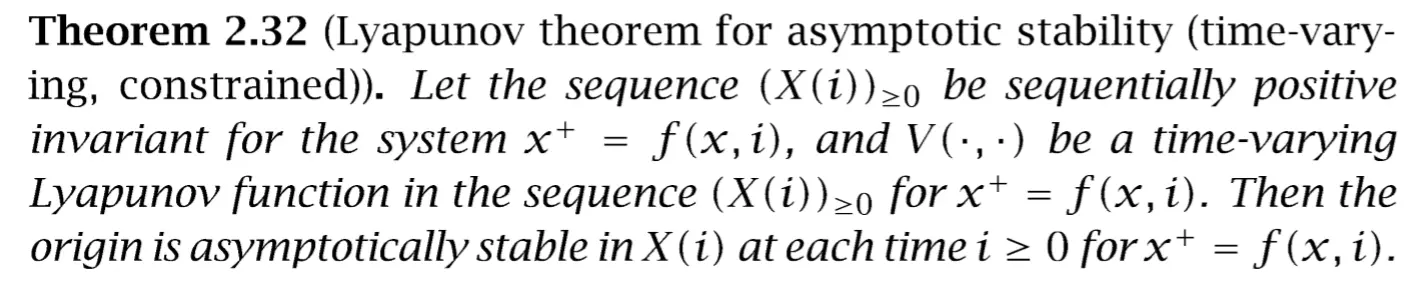 Theorem 2.32 (Lyapunov theorem for asymptotic stability (time-vary-
ing, constrained)). Let the sequence (X(i))≥0 be sequentially positive
invariant for the system x⁺ = f(x, i), and V(·, ·) be a time-varying
Lyapunov function in the sequence (X(i))≥0 for x⁺ = f(x, i). Then the
origin is asymptotically stable in X(i) at each time i ≥ 0 for x⁺ = f(x, i).